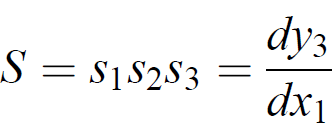 S = s₁s₂s₃ = dy₃/dx₁